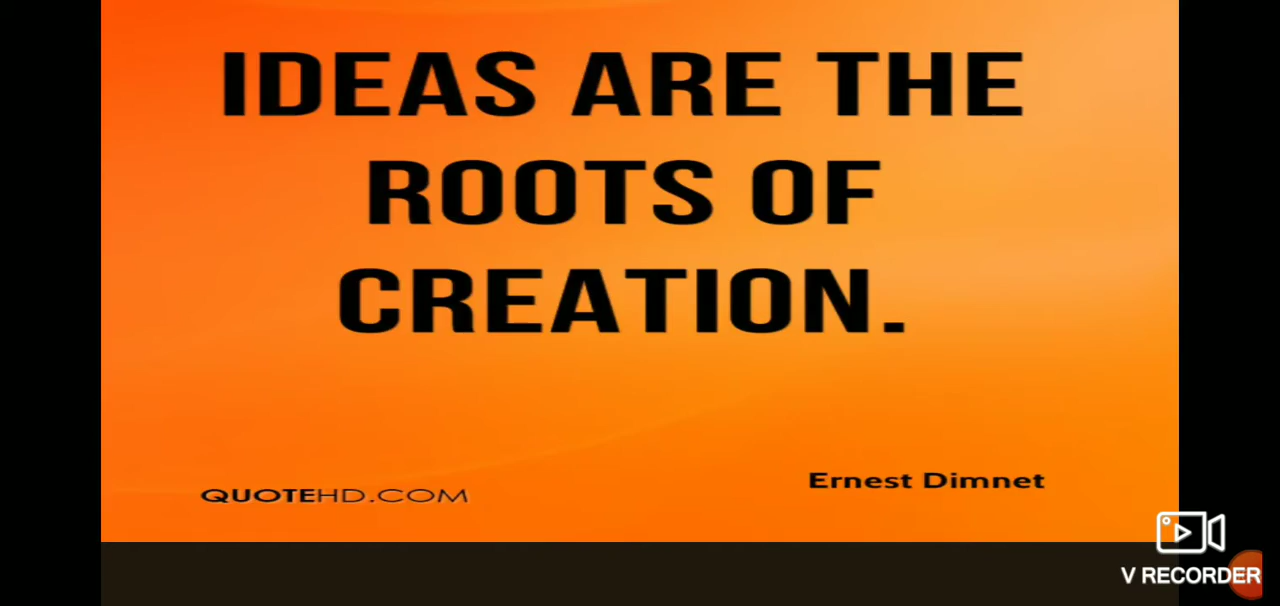 IDEAS ARE THE
ROOTS OF
CREATION.
Ernest Dimnet
QUOTEHD.COM
V RECORDER